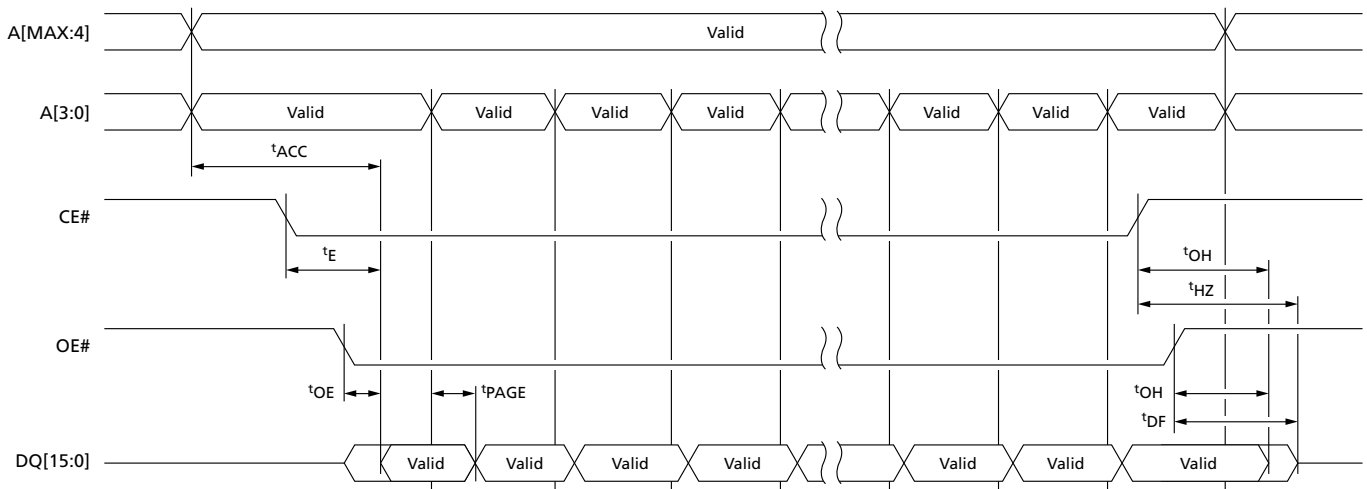 A[MAX:4] Valid
A[3:0] Valid Valid Valid Valid Valid Valid Valid
tACC
CE#
tE tOH
tHZ
OE#
tOE tPAGE tOH
tDF
DQ[15:0] Valid Valid Valid Valid Valid Valid Valid